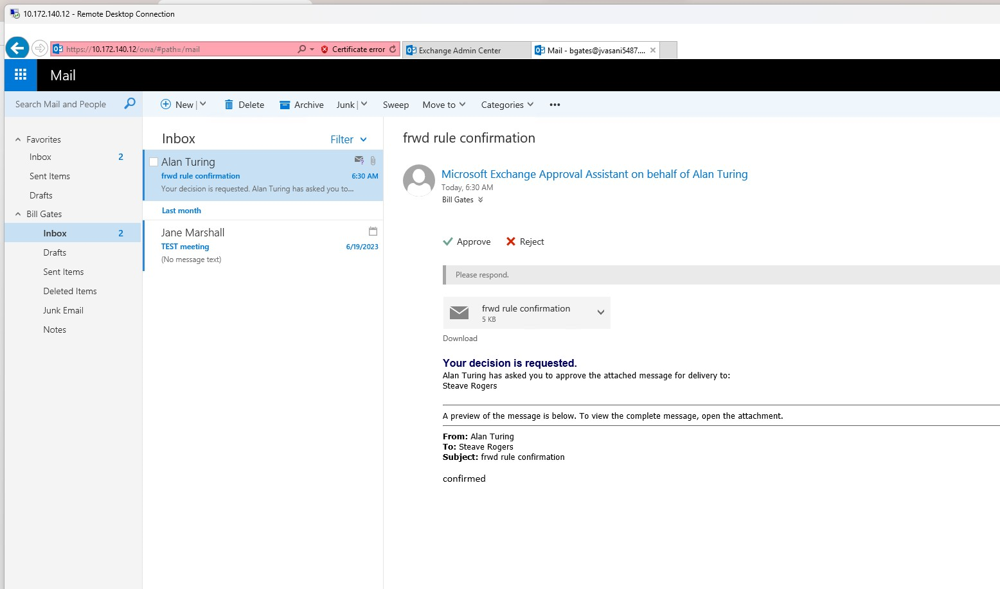 10.172.140.12 - Remote Desktop Connection
https://10.172.140.12/owa/#path=/mail
Certificate error
Exchange Admin Center
Mail - bgates@jvasani5487....
Mail
Search Mail and People
New
Delete
Archive
Junk
Sweep
Move to
Categories
Favorites
Inbox 2
Sent Items
Drafts
Bill Gates
Inbox 2
Drafts
Sent Items
Deleted Items
Junk Email
Notes
Inbox
Filter
Alan Turing
frwd rule confirmation 6:30 AM
Your decision is requested. Alan Turing has asked you to...
Last month
Jane Marshall
TEST meeting 6/19/2023
(No message text)
frwd rule confirmation
Microsoft Exchange Approval Assistant on behalf of Alan Turing
Today, 6:30 AM
Bill Gates
Approve Reject
Please respond.
frwd rule confirmation
5 KB
Download
Your decision is requested.
Alan Turing has asked you to approve the attached message for delivery to:
Steave Rogers
A preview of the message is below. To view the complete message, open the attachment.
From: Alan Turing
To: Steave Rogers
Subject: frwd rule confirmation
confirmed